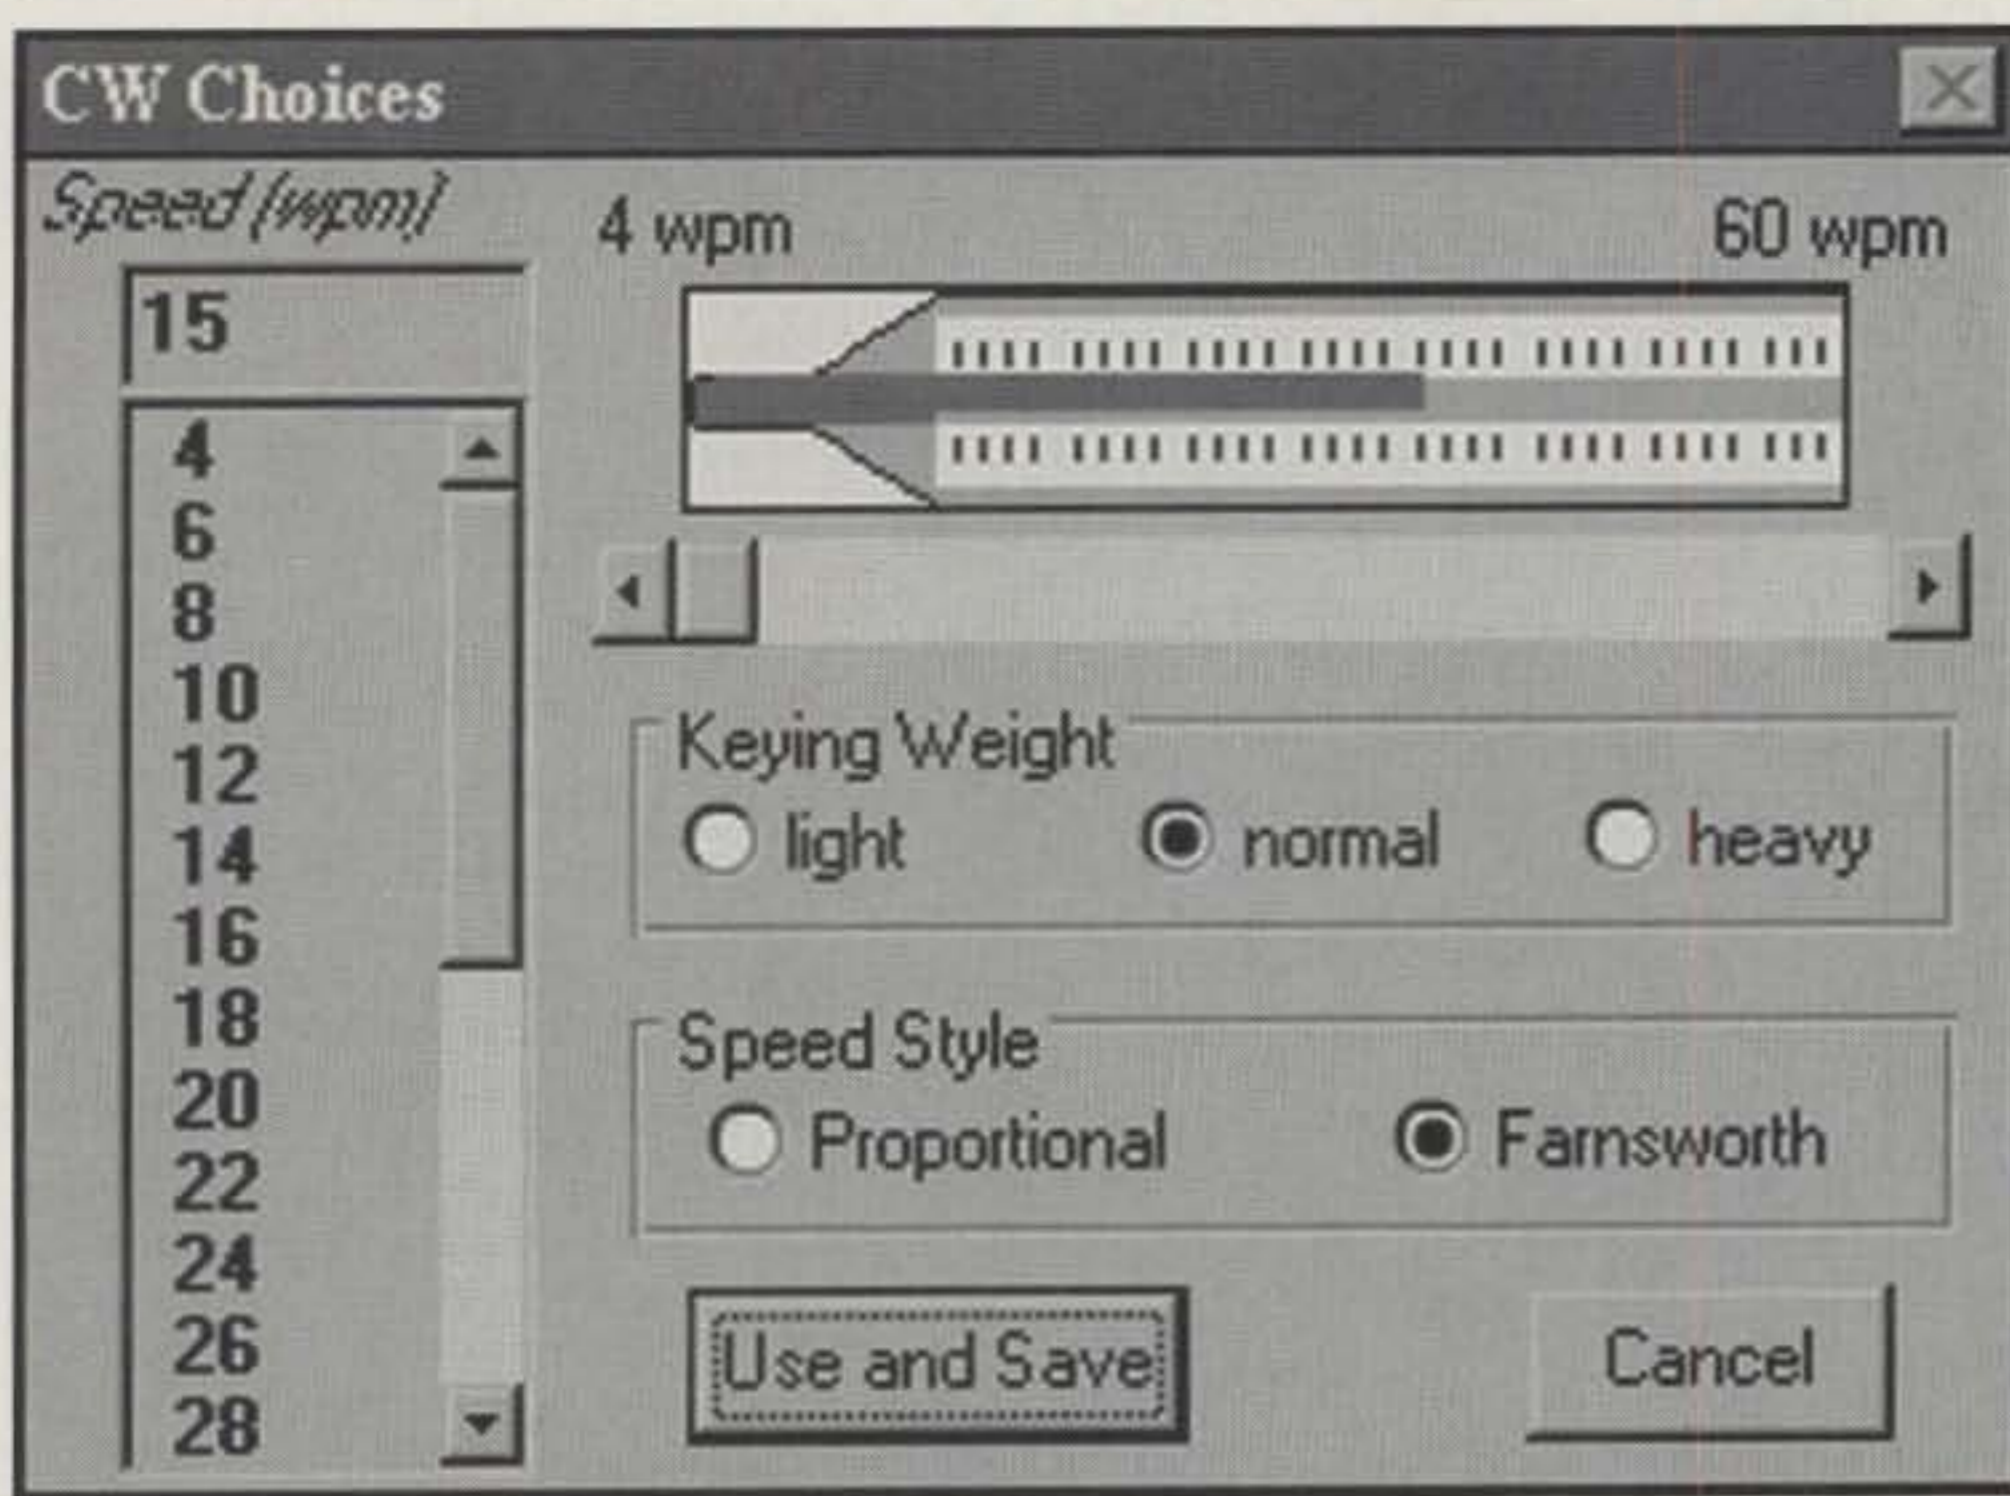 CW Choices
Speed (wpm)
15
4
6
8
10
12
14
16
18
20
22
24
26
28
4 wpm
60 wpm
Keying Weight
light
normal
heavy
Speed Style
Proportional
Farnsworth
Use and Save
Cancel